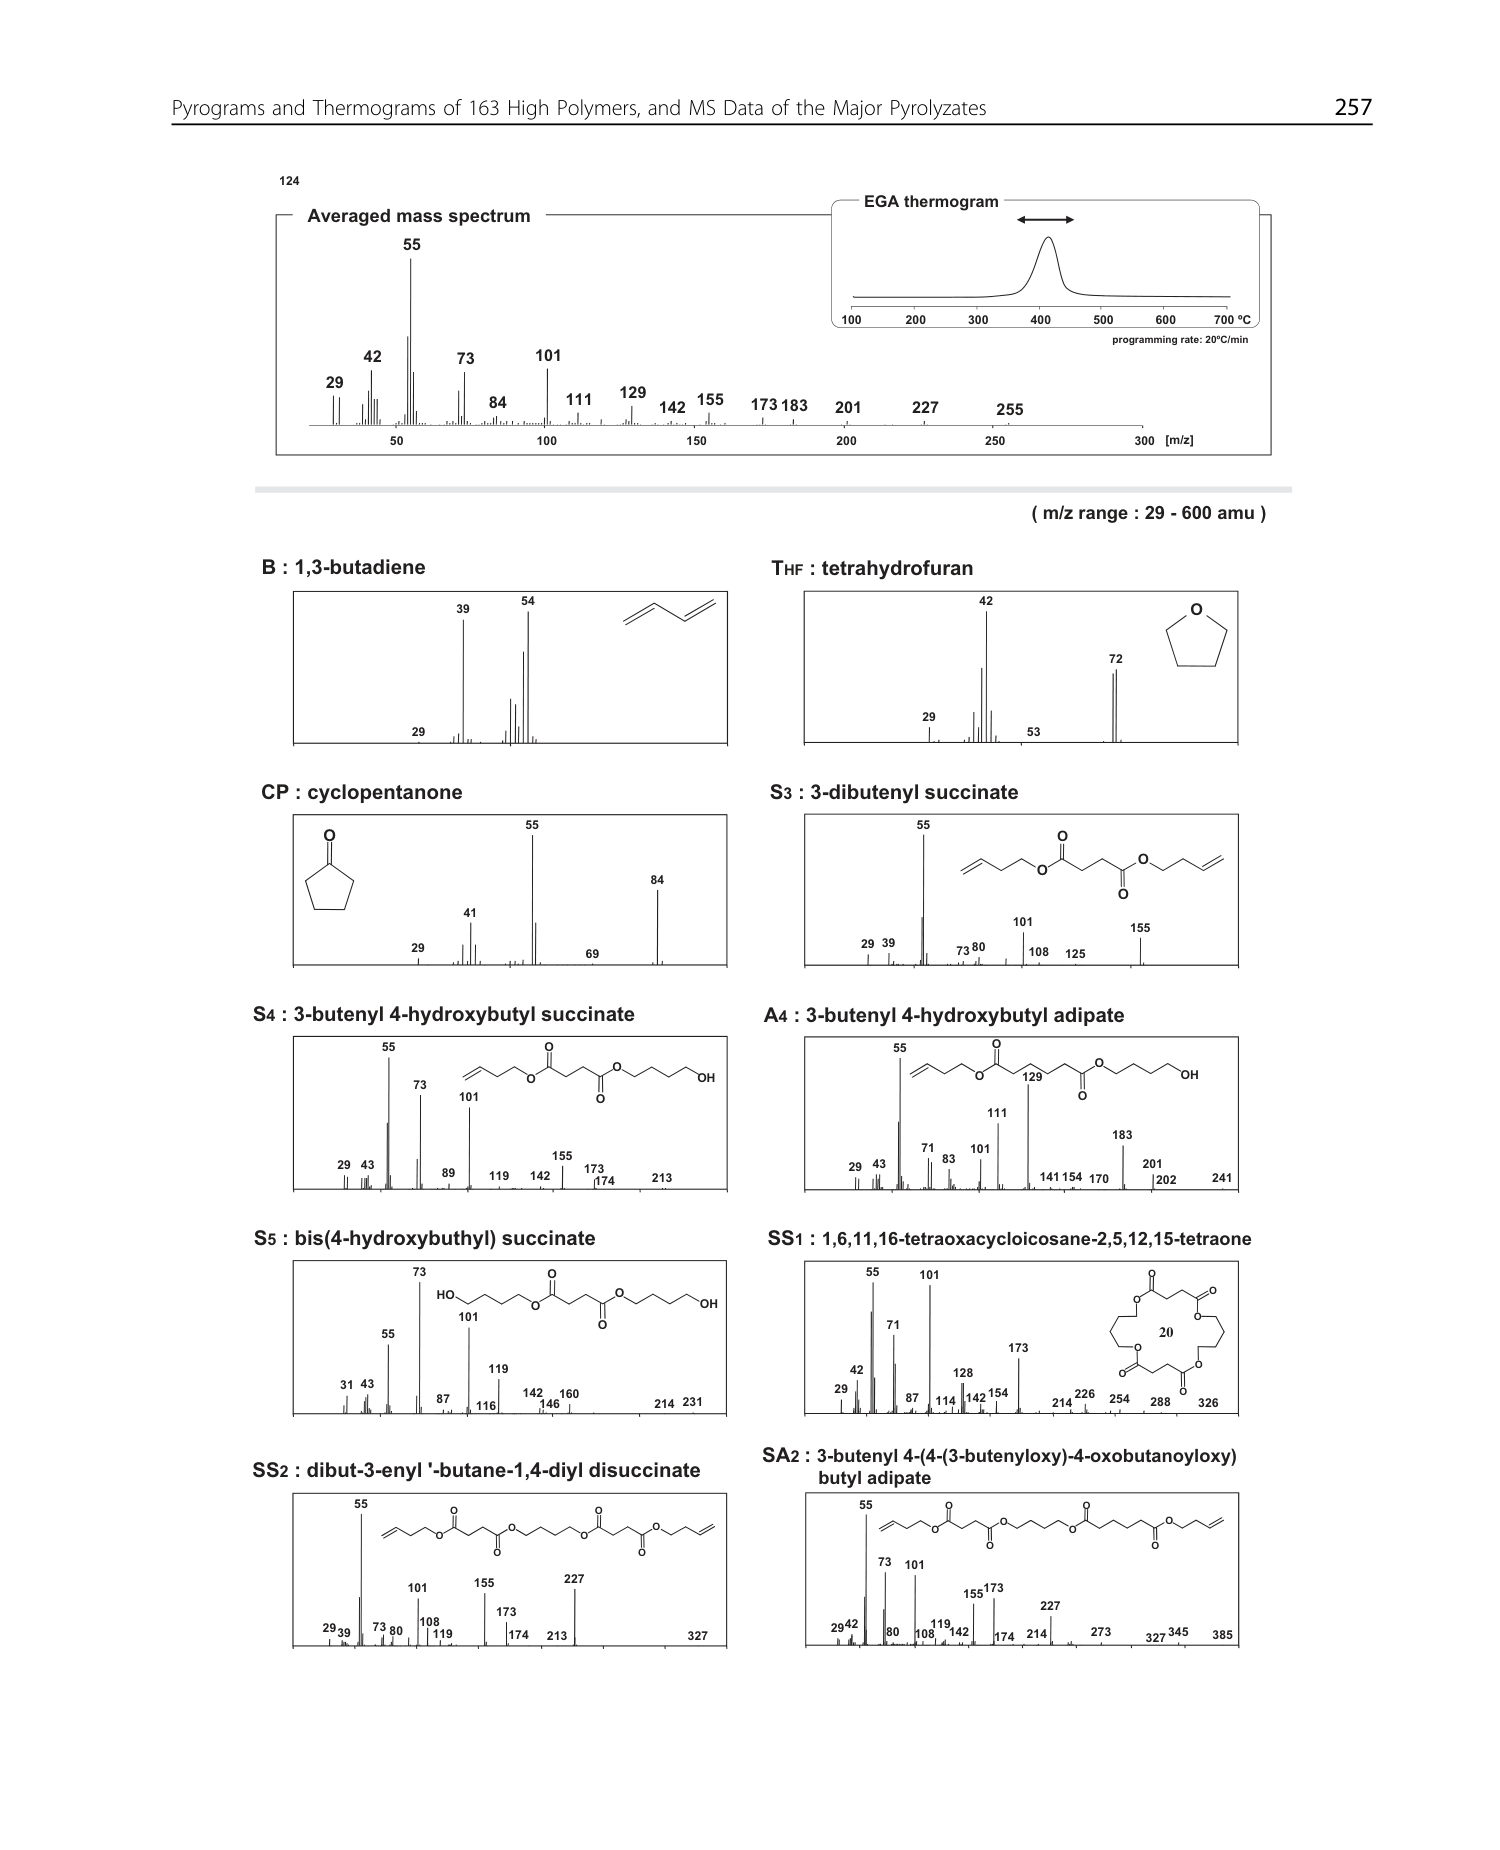 Pyrograms and Thermograms of 163 High Polymers, and MS Data of the Major Pyrolyzates 257
124
Averaged mass spectrum
EGA thermogram
100 200 300 400 500 600 700 ºC
programming rate: 20ºC/min
55
42 73 101
29 84 111 129 142 155 173 183 201 227 255
50 100 150 200 250 300 [m/z]
( m/z range : 29 - 600 amu )
B : 1,3-butadiene
29 39 54
THF : tetrahydrofuran
29 42 53 72
O
CP : cyclopentanone
O
29 41 55 69 84
S3 : 3-dibutenyl succinate
29 39 55 73 80 101 108 125 155
O O O O
S4 : 3-butenyl 4-hydroxybutyl succinate
29 43 55 73 89 101 119 142 155 173 174 213
O O O O OH
A4 : 3-butenyl 4-hydroxybutyl adipate
29 43 55 71 83 101 111 129 141 154 170 183 201 202 241
O O O O OH
S5 : bis(4-hydroxybuthyl) succinate
31 43 55 73 87 101 116 119 142 146 160 214 231
HO O O O O OH
SS1 : 1,6,11,16-tetraoxacycloicosane-2,5,12,15-tetraone
29 42 55 71 87 101 114 128 142 154 173 214 226 254 288 326
O O O O 20 O O O O
SS2 : dibut-3-enyl '-butane-1,4-diyl disuccinate
29 39 55 73 80 101 108 119 155 173 174 213 227 327
O O O O O O O O
SA2 : 3-butenyl 4-(4-(3-butenyloxy)-4-oxobutanoyloxy)
butyl adipate
29 42 55 73 80 101 108 119 142 155 173 174 214 227 273 327 345 385
O O O O O O O O